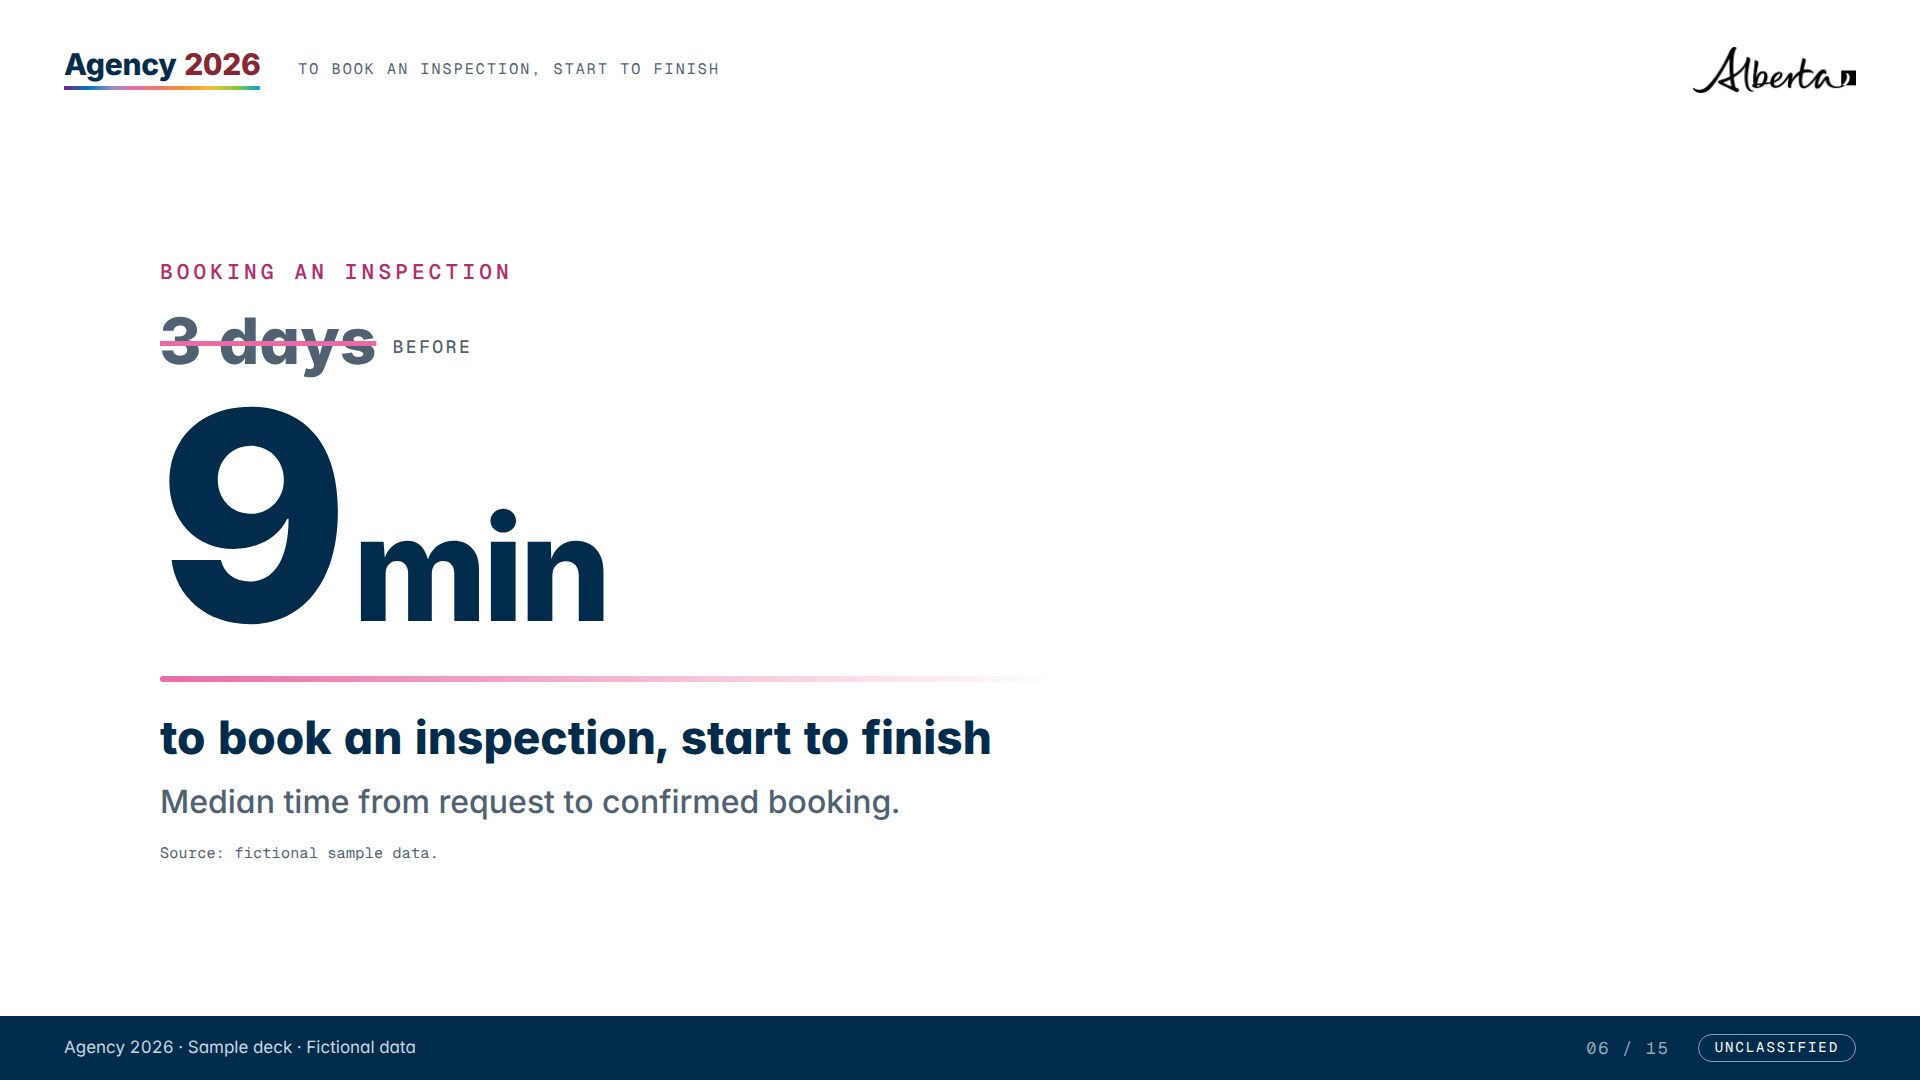 Agency 2026
TO BOOK AN INSPECTION, START TO FINISH
Alberta
BOOKING AN INSPECTION
3 days BEFORE
9 min
to book an inspection, start to finish
Median time from request to confirmed booking.
Source: fictional sample data.
Agency 2026 · Sample deck · Fictional data
06 / 15
UNCLASSIFIED